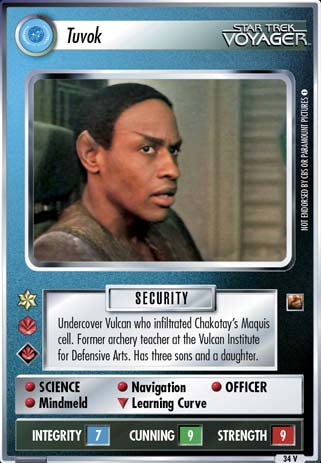 Tuvok
STAR TREK
VOYAGER
NOT ENDORSED BY CBS OR PARAMOUNT PICTURES
SECURITY
Undercover Vulcan who infiltrated Chakotay's Maquis
cell. Former archery teacher at the Vulcan Institute
for Defensive Arts. Has three sons and a daughter.
SCIENCE Navigation OFFICER
Mindmeld Learning Curve
INTEGRITY 7 CUNNING 9 STRENGTH 9
34 V